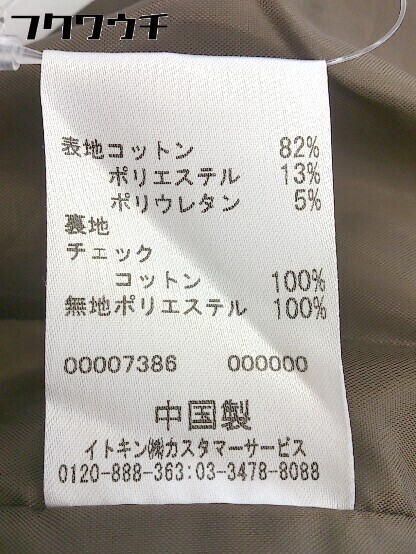 フクワウチ
表地コットン 82%
ポリエステル 13%
ポリウレタン 5%
裏地
チェック
コットン 100%
無地ポリエステル 100%
00007386 000000
中国製
イトキン㈱カスタマーサービス
0120-888-363:03-3478-8088